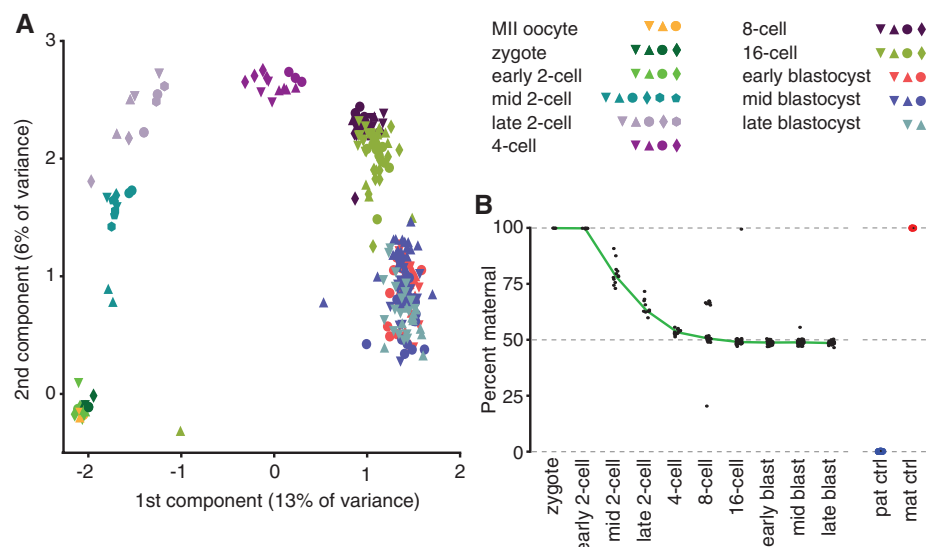 A
3
2
1
0
2nd component (6% of variance)
-2
-1
0
1
2
1st component (13% of variance)
MII oocyte
zygote
early 2-cell
mid 2-cell
late 2-cell
4-cell
8-cell
16-cell
early blastocyst
mid blastocyst
late blastocyst
B
100
75
50
25
0
Percent maternal
zygote
early 2-cell
mid 2-cell
late 2-cell
4-cell
8-cell
16-cell
early blast
mid blast
late blast
pat ctrl
mat ctrl